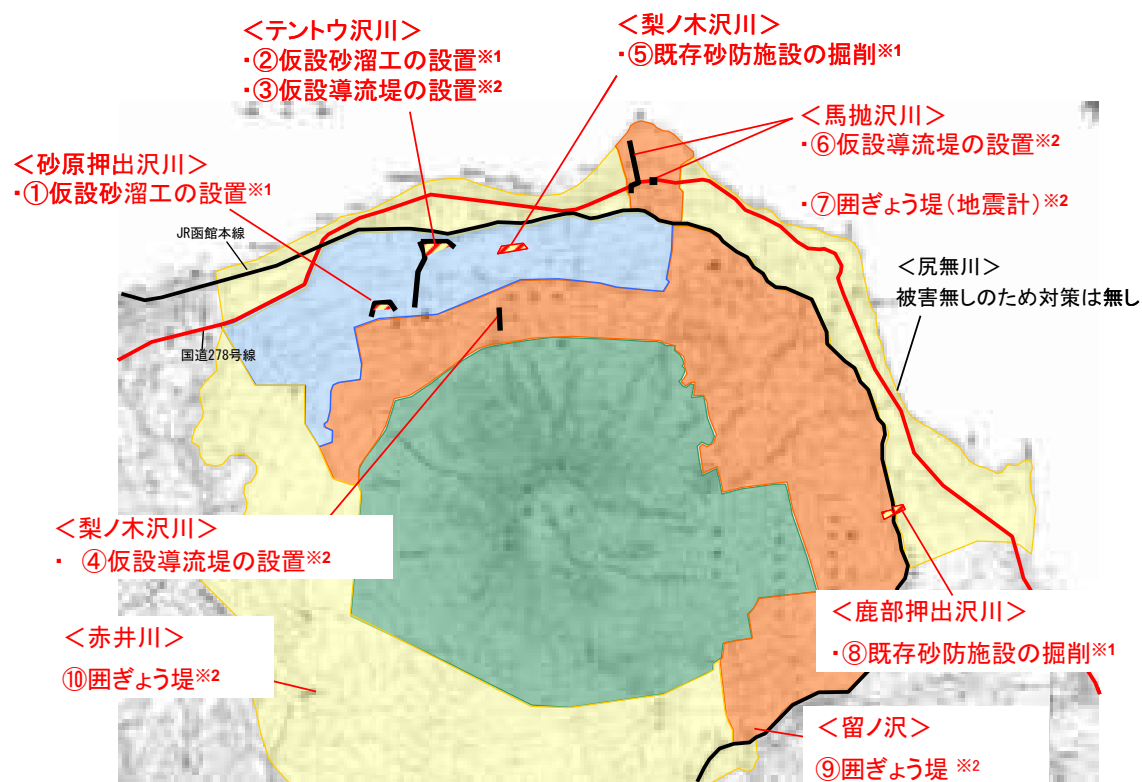 ＜テントウ沢川＞
・②仮設砂溜工の設置※1
・③仮設導流堤の設置※2
＜梨ノ木沢川＞
・⑤既存砂防施設の掘削※1
＜砂原押出沢川＞
・①仮設砂溜工の設置※1
＜馬抛沢川＞
・⑥仮設導流堤の設置※2
・⑦囲ぎょう堤（地震計）※2
JR函館本線
国道278号線
＜尻無川＞
被害無しのため対策は無し
＜梨ノ木沢川＞
・ ④仮設導流堤の設置※2
＜赤井川＞
⑩囲ぎょう堤※2
＜鹿部押出沢川＞
・⑧既存砂防施設の掘削※1
＜留ノ沢＞
⑨囲ぎょう堤 ※2